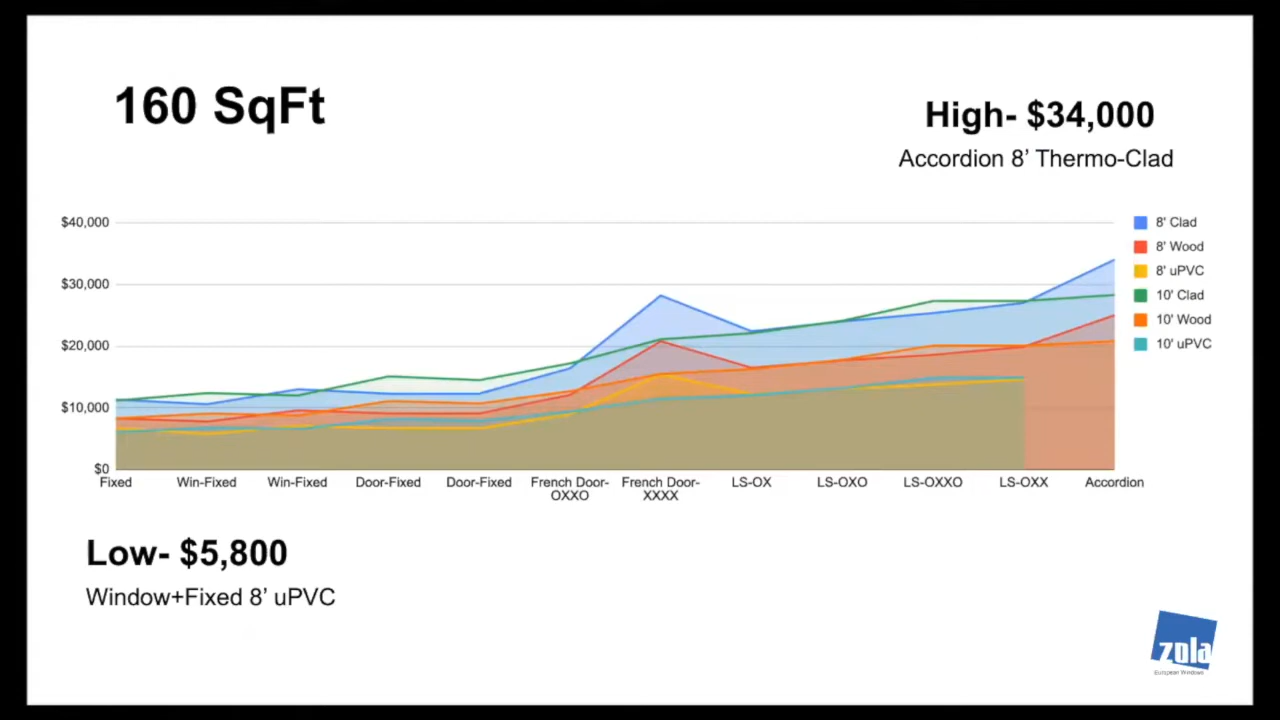 160 SqFt
High- $34,000
Accordion 8’ Thermo-Clad
$40,000
$30,000
$20,000
$10,000
$0
8' Clad
8' Wood
8' uPVC
10' Clad
10' Wood
10' uPVC
Fixed
Win-Fixed
Win-Fixed
Door-Fixed
Door-Fixed
French Door-
OXXO
French Door-
XXXX
LS-OX
LS-OXO
LS-OXXO
LS-OXX
Accordion
Low- $5,800
Window+Fixed 8’ uPVC
zola
European Windows